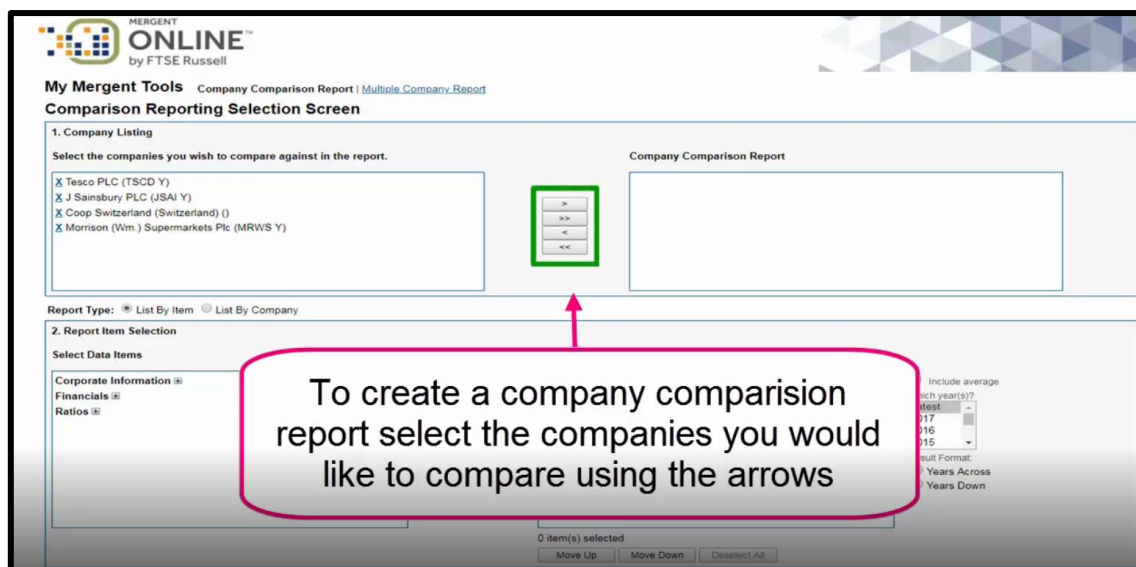 MERGENT
ONLINE™
by FTSE Russell
My Mergent Tools Company Comparison Report | Multiple Company Report
Comparison Reporting Selection Screen
1. Company Listing
Select the companies you wish to compare against in the report.
Company Comparison Report
X Tesco PLC (TSCD Y)
X J Sainsbury PLC (JSAI Y)
X Coop Switzerland (Switzerland) ()
X Morrison (Wm.) Supermarkets Plc (MRWS Y)
>
>>
<
<<
Report Type: List By Item List By Company
2. Report Item Selection
Select Data Items
Corporate Information
Financials
Ratios
Include average
year(s)?
2015
Format:
Years Across
Years Down
To create a company comparision
report select the companies you would
like to compare using the arrows
0 item(s) selected
Move Up Move Down Deselect All